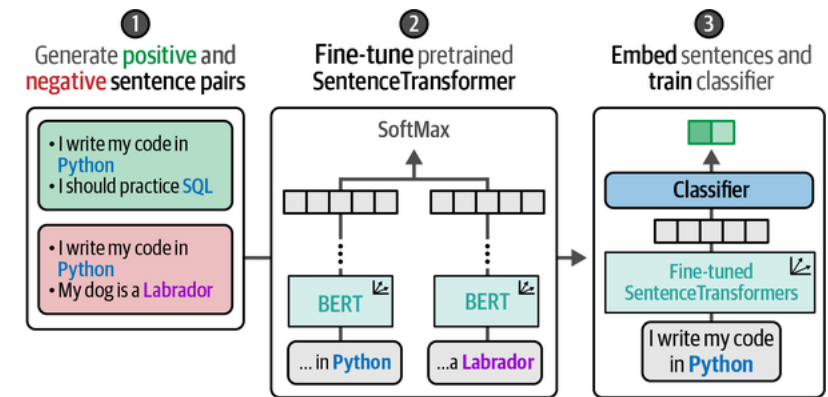 1
Generate positive and
negative sentence pairs
• I write my code in
Python
• I should practice SQL
• I write my code in
Python
• My dog is a Labrador
2
Fine-tune pretrained
SentenceTransformer
SoftMax
BERT
BERT
... in Python
...a Labrador
3
Embed sentences and
train classifier
Classifier
Fine-tuned
SentenceTransformers
I write my code
in Python